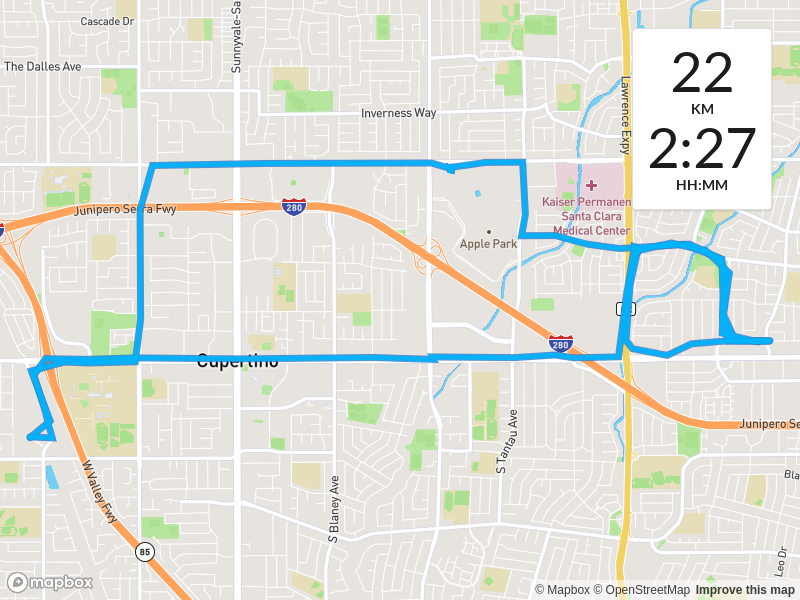 Cascade Dr
Sunnyvale-Sa
The Dalles Ave
Inverness Way
Lawrence Expy
22
KM
2:27
HH:MM
Kaiser Permanen
Santa Clara
Medical Center
Junipero Serra Fwy
280
Apple Park
280
Cupertino
Junipero Se
S Tantau Ave
W Valley Fwy
S Blaney Ave
Bla
85
Leo Dr
mapbox
© Mapbox © OpenStreetMap Improve this map